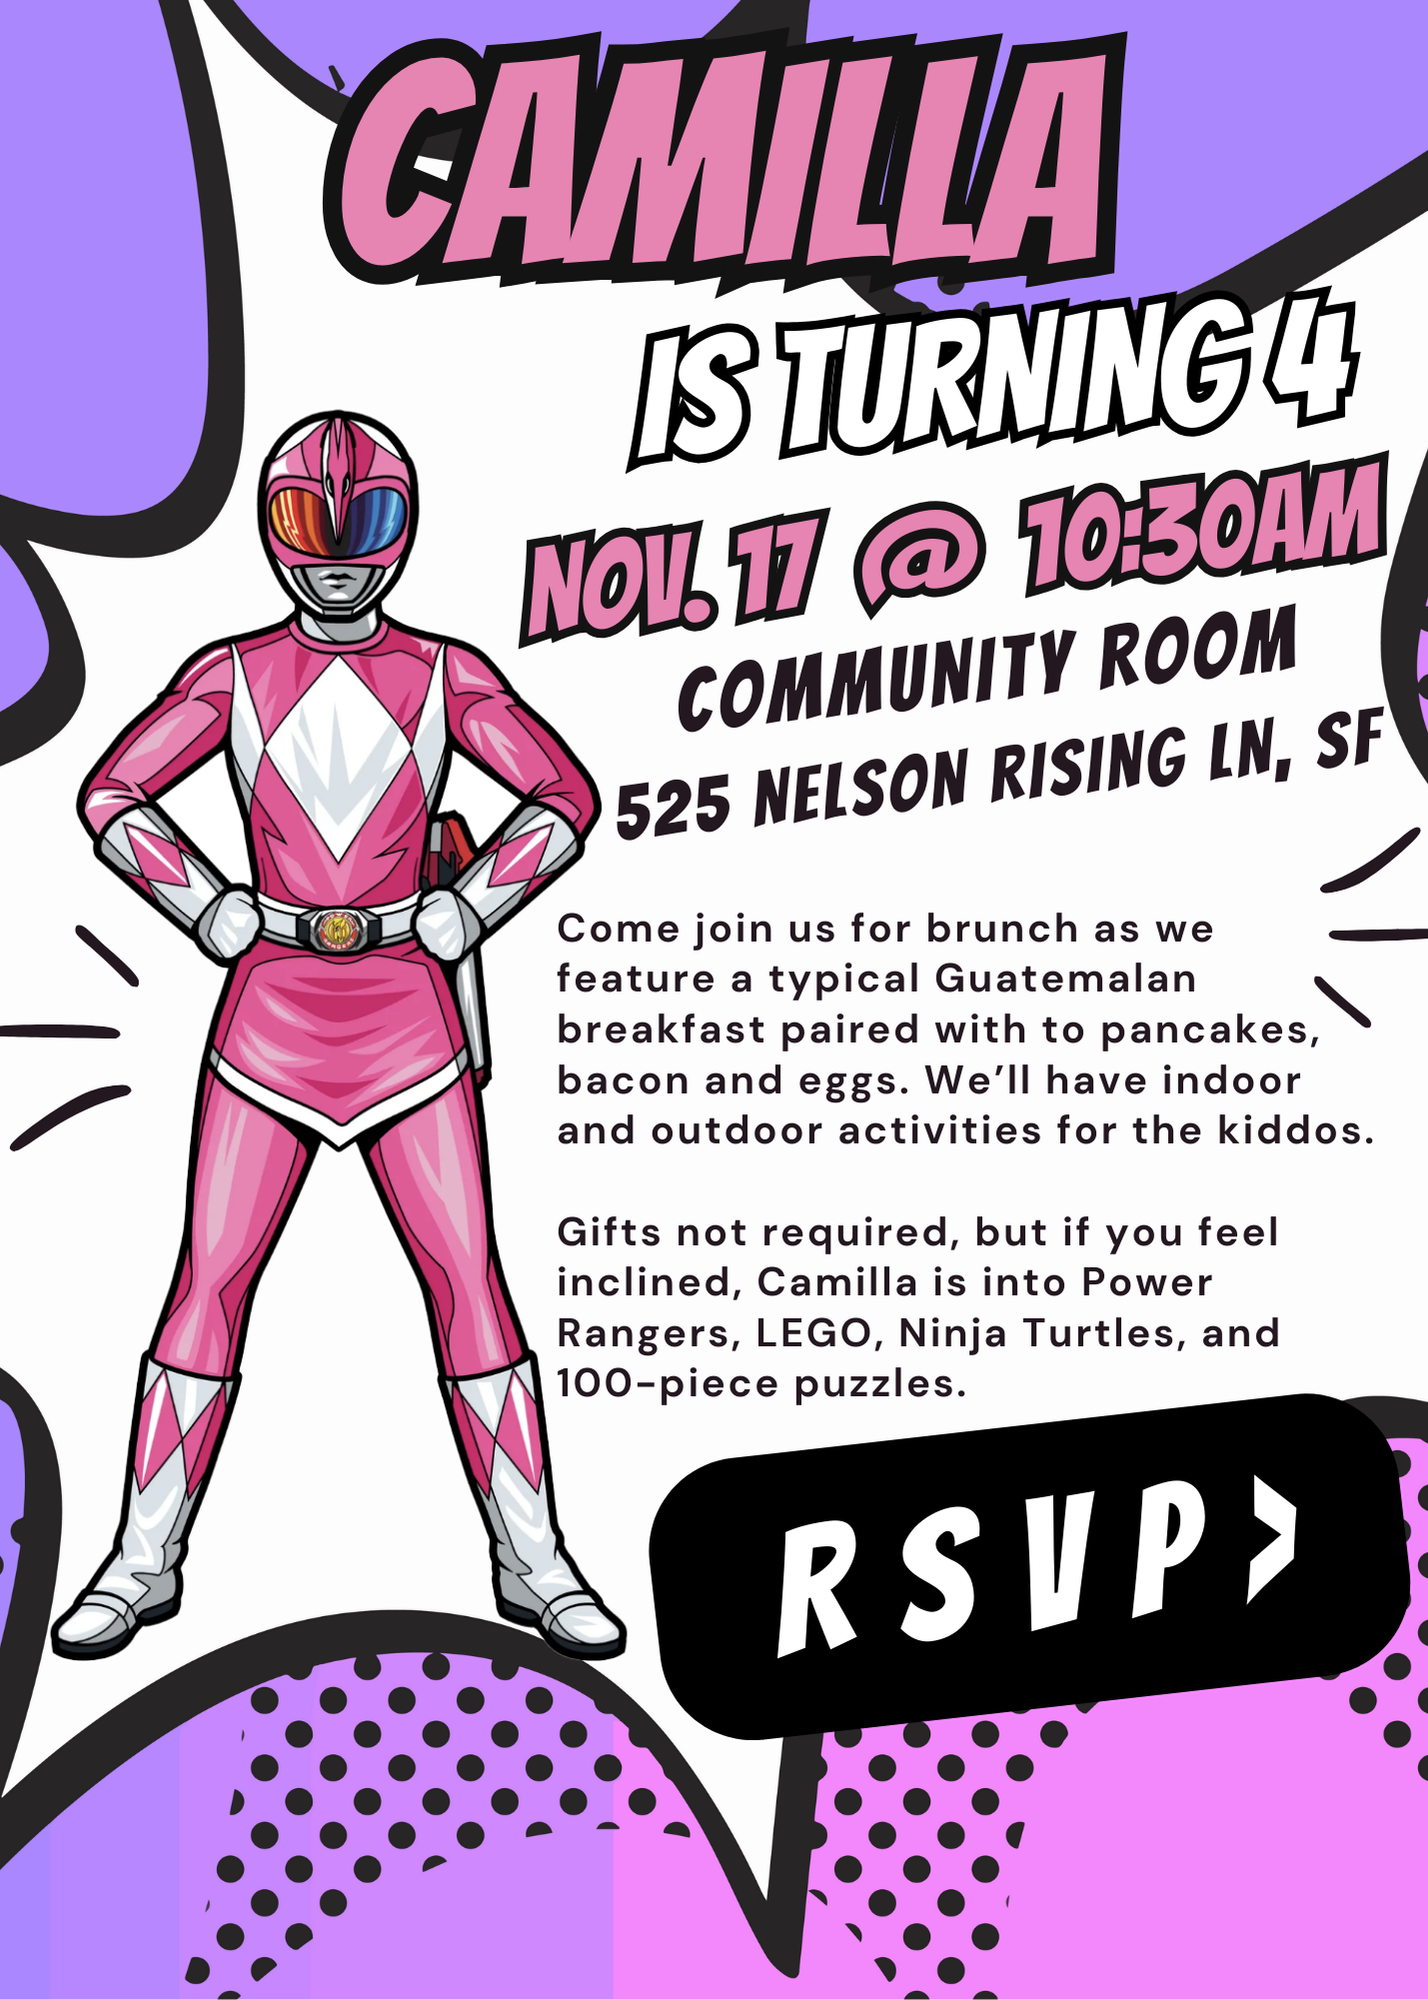 CAMILLA
IS TURNING 4
NOV. 17 @ 10:30AM
COMMUNITY ROOM
525 NELSON RISING LN, SF
Come join us for brunch as we
feature a typical Guatemalan
breakfast paired with to pancakes,
bacon and eggs. We’ll have indoor
and outdoor activities for the kiddos.
Gifts not required, but if you feel
inclined, Camilla is into Power
Rangers, LEGO, Ninja Turtles, and
100-piece puzzles.
RSVP>